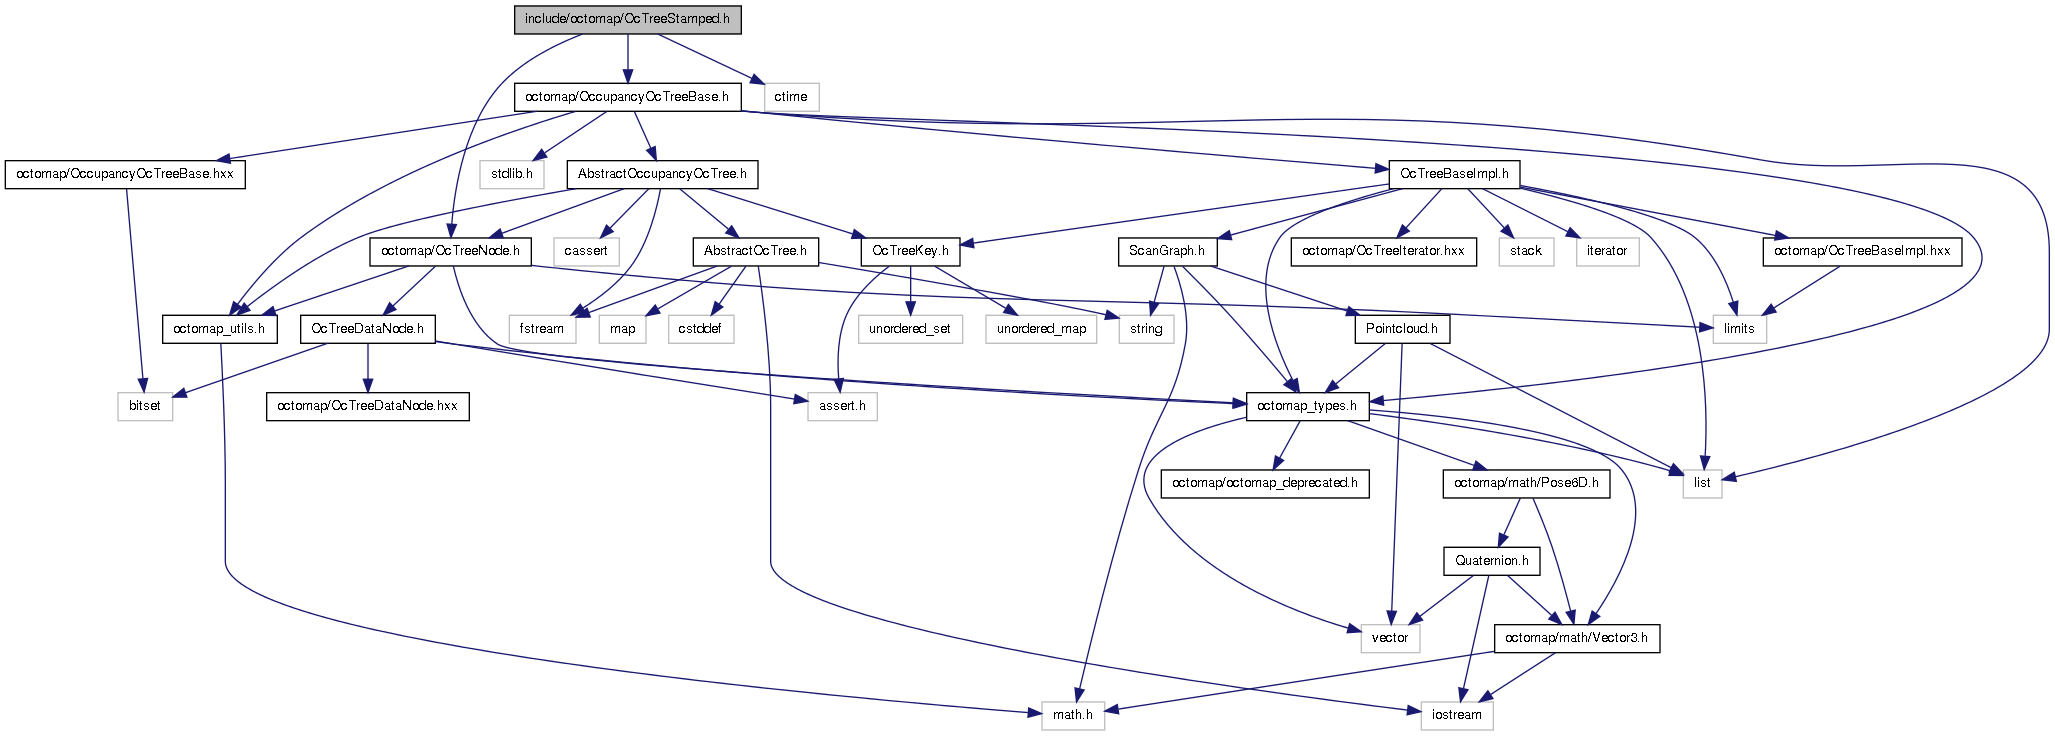 include/octomap/OcTreeStamped.h
octomap/OccupancyOcTreeBase.h
ctime
octomap/OccupancyOcTreeBase.hxx
stdlib.h
AbstractOccupancyOcTree.h
OcTreeBaseImpl.h
octomap/OcTreeNode.h
cassert
AbstractOcTree.h
OcTreeKey.h
ScanGraph.h
octomap/OcTreeIterator.hxx
stack
iterator
octomap/OcTreeBaseImpl.hxx
octomap_utils.h
OcTreeDataNode.h
fstream
map
cstddef
unordered_set
unordered_map
string
Pointcloud.h
limits
bitset
octomap/OcTreeDataNode.hxx
assert.h
octomap_types.h
octomap/octomap_deprecated.h
octomap/math/Pose6D.h
list
Quaternion.h
vector
octomap/math/Vector3.h
math.h
iostream